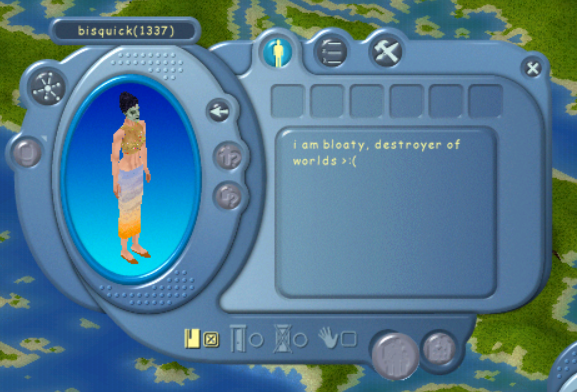 bisquick(1337)
i am bloaty, destroyer of
worlds >:(